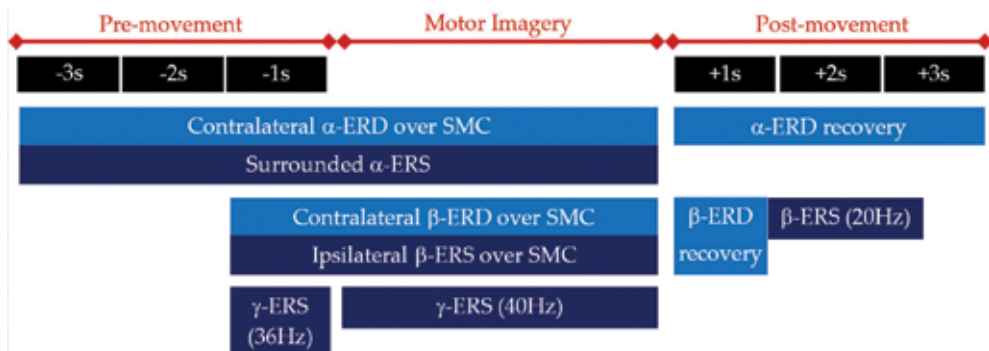 Pre-movement Motor Imagery Post-movement
-3s -2s -1s +1s +2s +3s
Contralateral α-ERD over SMC α-ERD recovery
Surrounded α-ERS
Contralateral β-ERD over SMC β-ERD β-ERS (20Hz)
Ipsilateral β-ERS over SMC recovery
γ-ERS γ-ERS (40Hz)
(36Hz)